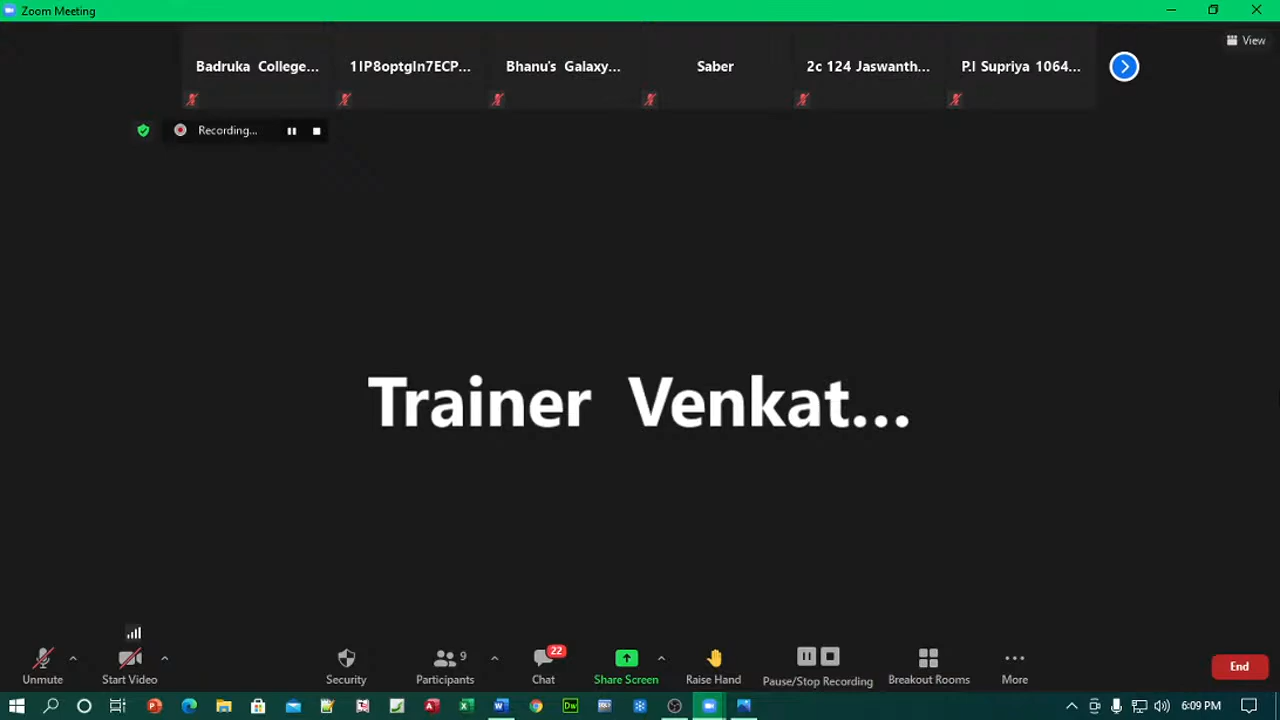 Zoom Meeting
View
Badruka College... 1IP8optgIn7ECP... Bhanu's Galaxy... Saber 2c 124 Jaswanth... P.I Supriya 1064...
Recording...
Trainer Venkat...
9 22
Unmute Start Video Security Participants Chat Share Screen Raise Hand Pause/Stop Recording Breakout Rooms More End
Dw 6:09 PM